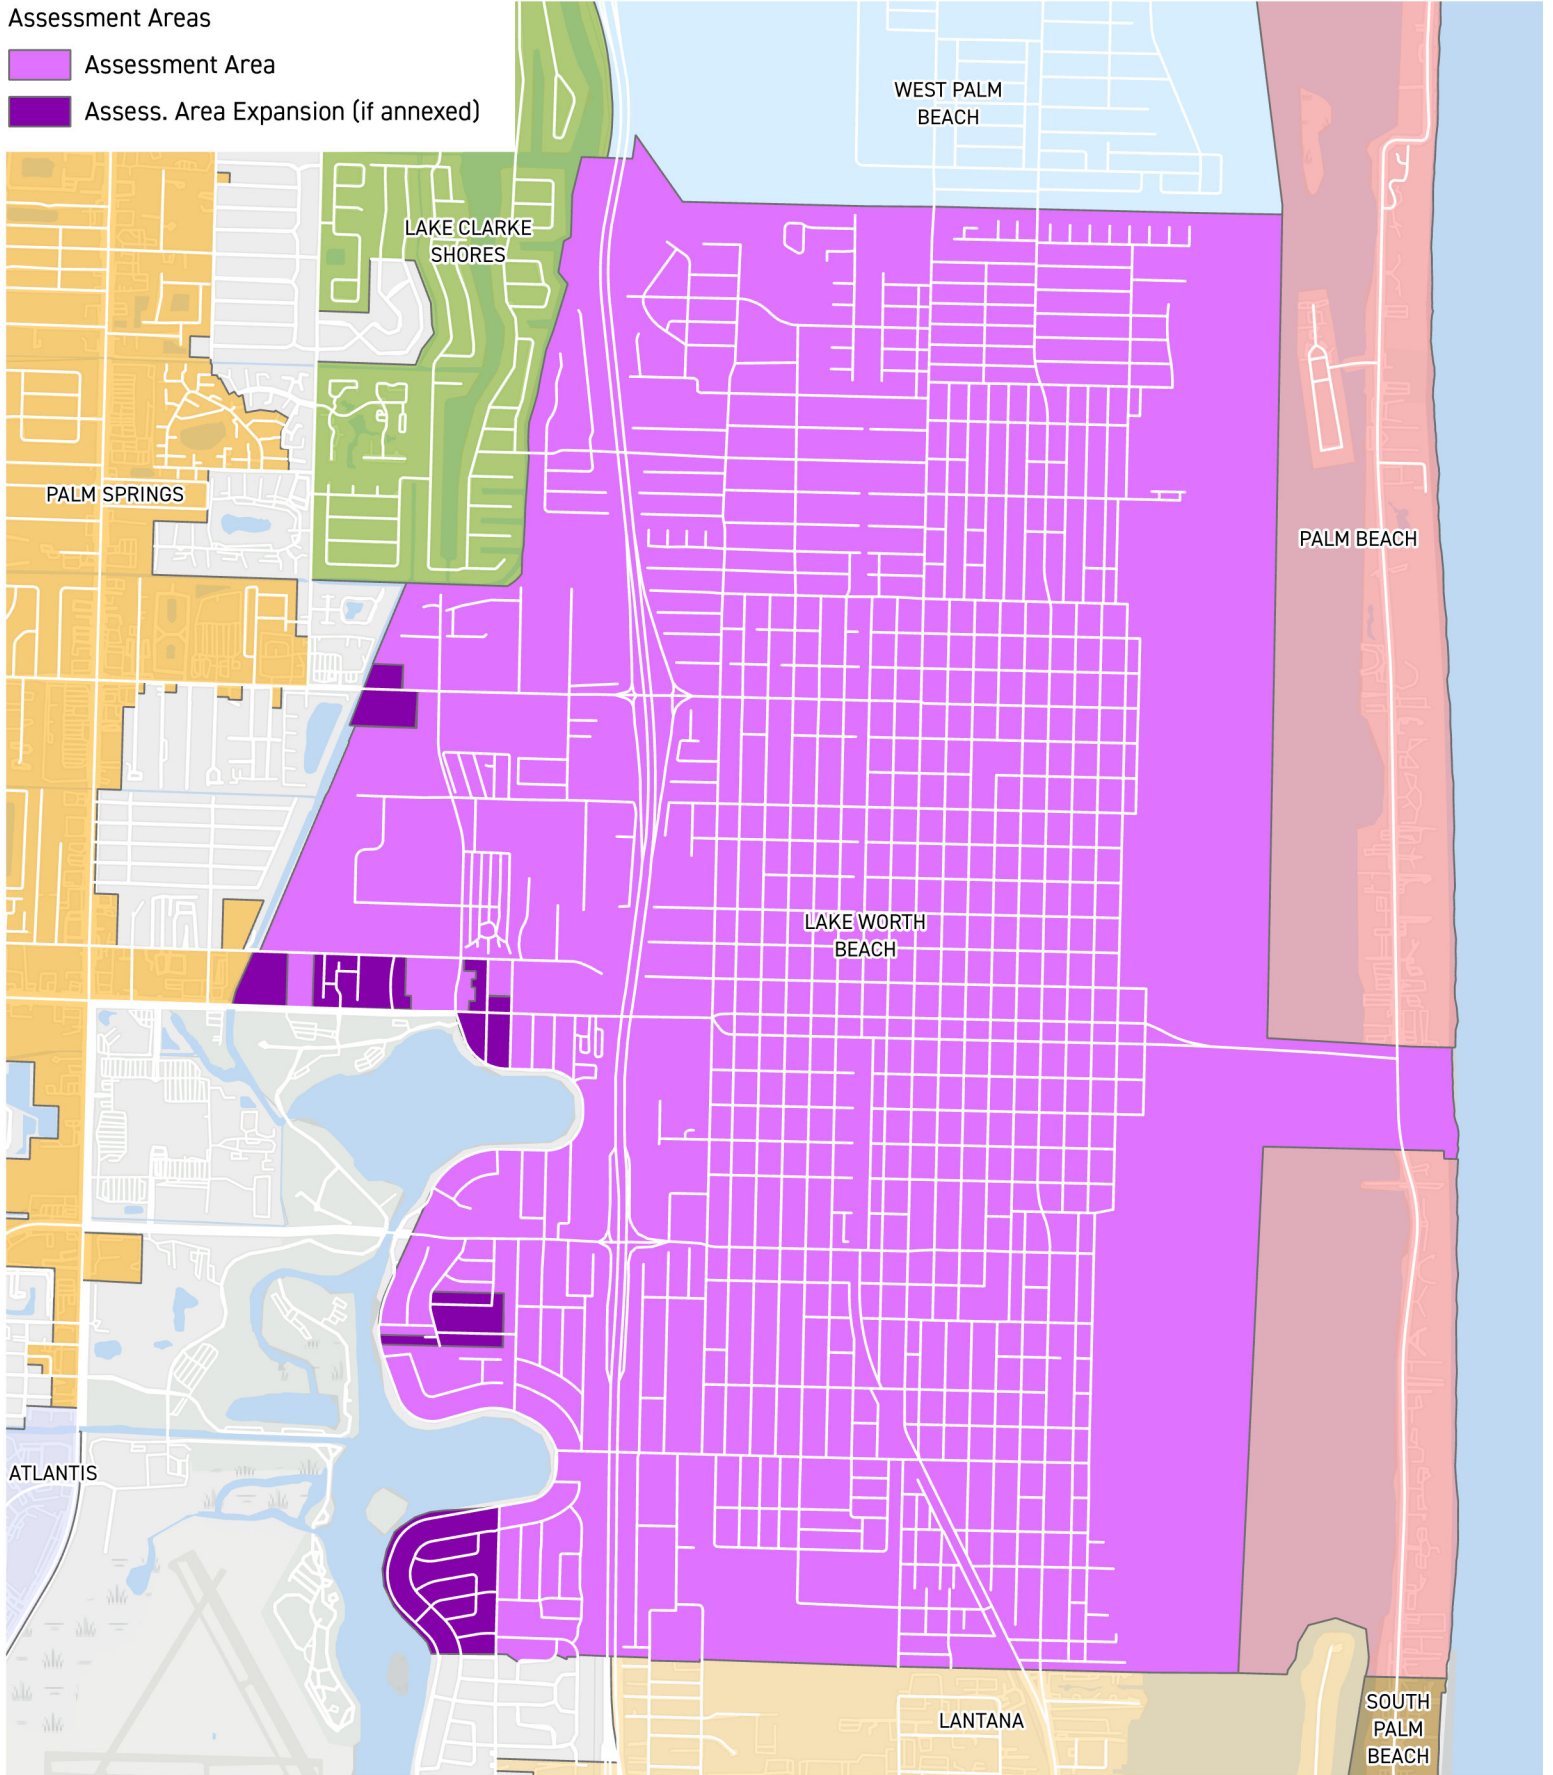 Assessment Areas
Assessment Area
Assess. Area Expansion (if annexed)
WEST PALM
BEACH
LAKE CLARKE
SHORES
PALM SPRINGS
PALM BEACH
LAKE WORTH
BEACH
ATLANTIS
LANTANA
SOUTH
PALM
BEACH